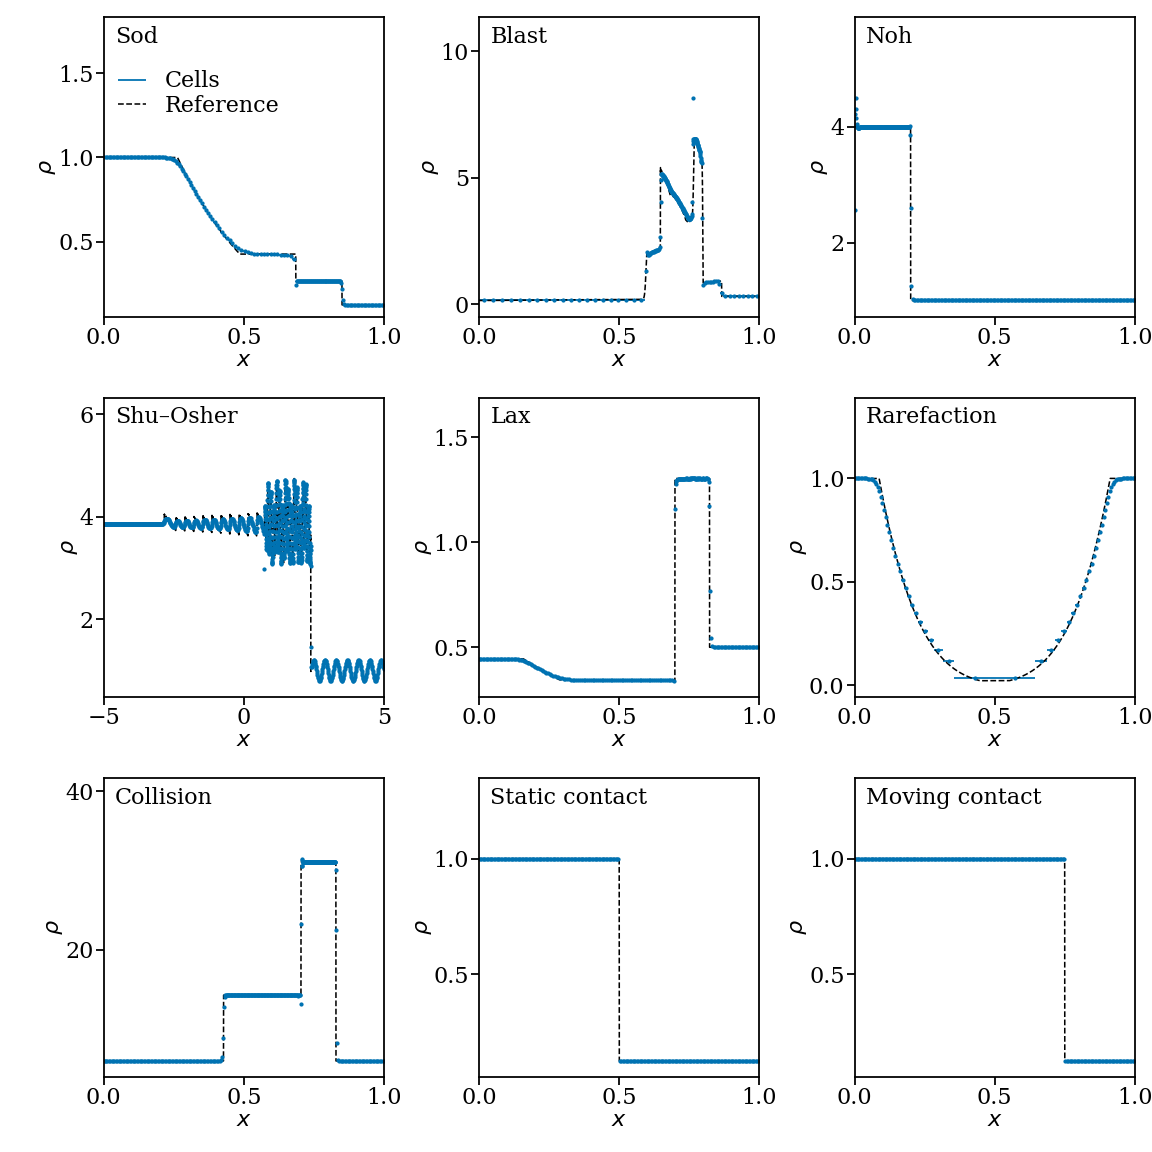 Sod
Cells
Reference
1.5
1.0
0.5
ρ
0.0 0.5 1.0
x
Blast
10
5
0
ρ
0.0 0.5 1.0
x
Noh
4
2
ρ
0.0 0.5 1.0
x
Shu–Osher
6
4
2
ρ
−5 0 5
x
Lax
1.5
1.0
0.5
ρ
0.0 0.5 1.0
x
Rarefaction
1.0
0.5
0.0
ρ
0.0 0.5 1.0
x
Collision
40
20
ρ
0.0 0.5 1.0
x
Static contact
1.0
0.5
ρ
0.0 0.5 1.0
x
Moving contact
1.0
0.5
ρ
0.0 0.5 1.0
x